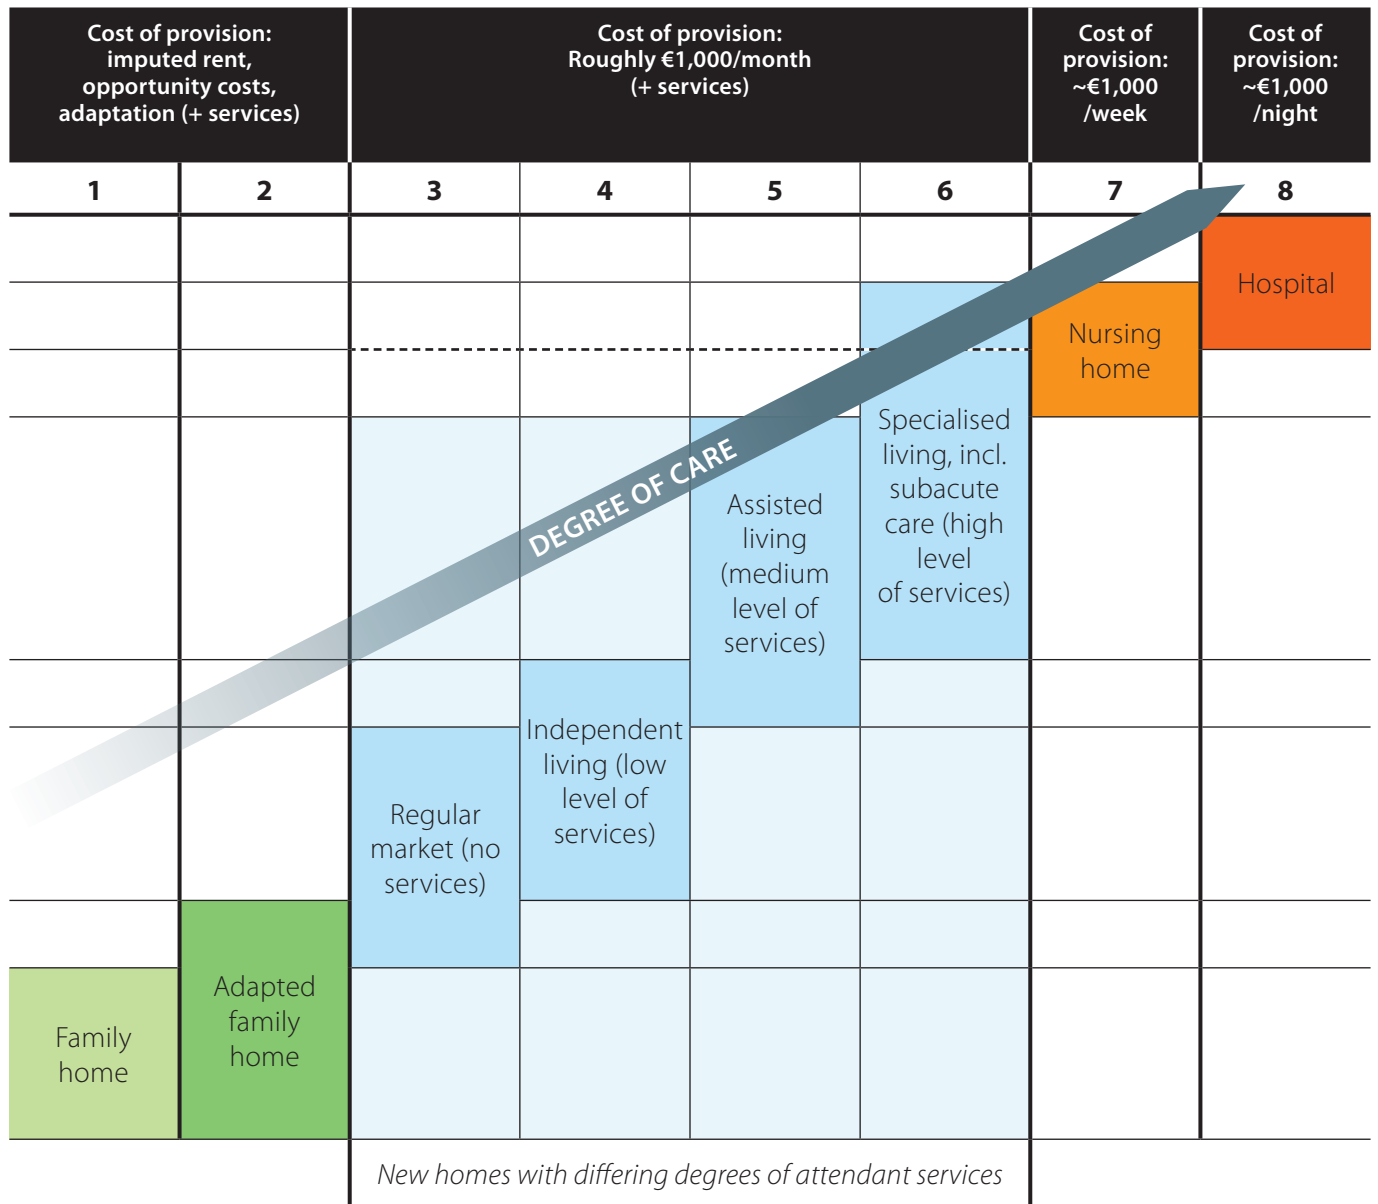 Cost of provision:
imputed rent,
opportunity costs,
adaptation (+ services)
Cost of provision:
Roughly €1,000/month
(+ services)
Cost of
provision:
~€1,000
/week
Cost of
provision:
~€1,000
/night
1
2
3
4
5
6
7
8
Hospital
Nursing
home
Specialised
living, incl.
subacute
care (high
level
of services)
DEGREE OF CARE
Assisted
living
(medium
level of
services)
Independent
living (low
level of
services)
Regular
market (no
services)
Adapted
family
home
Family
home
New homes with differing degrees of attendant services